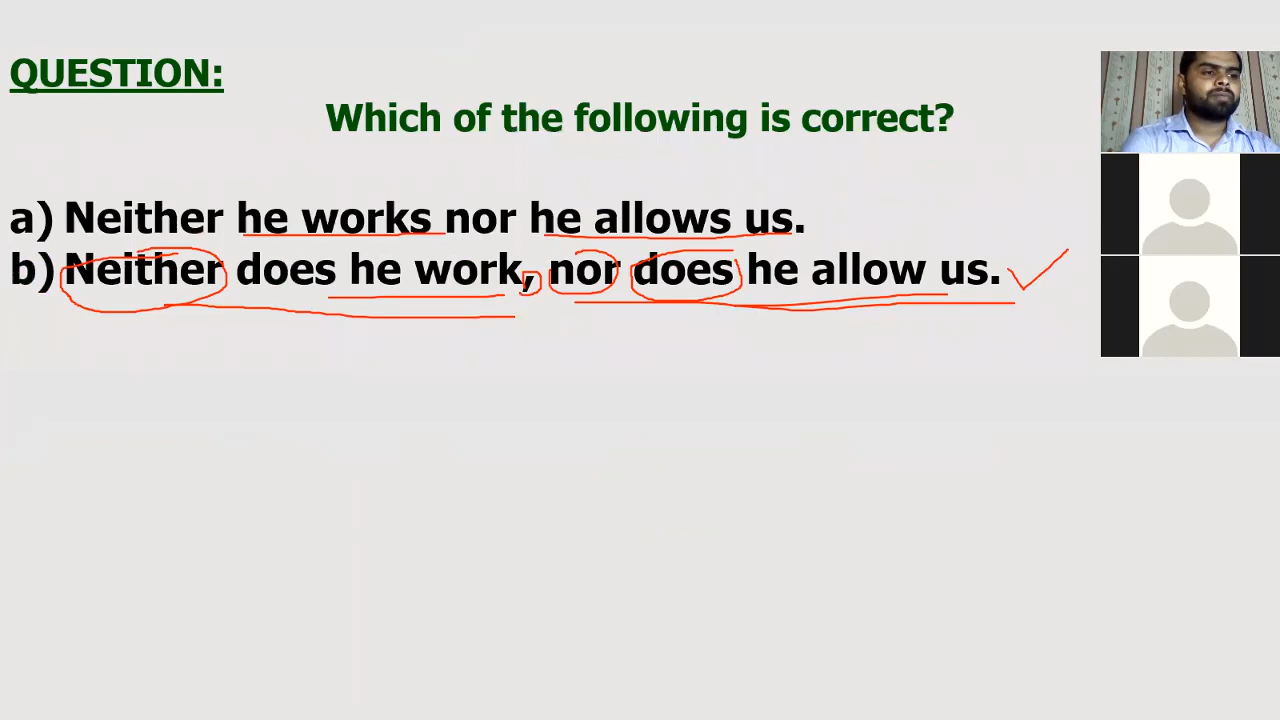 QUESTION:
Which of the following is correct?
a) Neither he works nor he allows us.
b) Neither does he work, nor does he allow us.